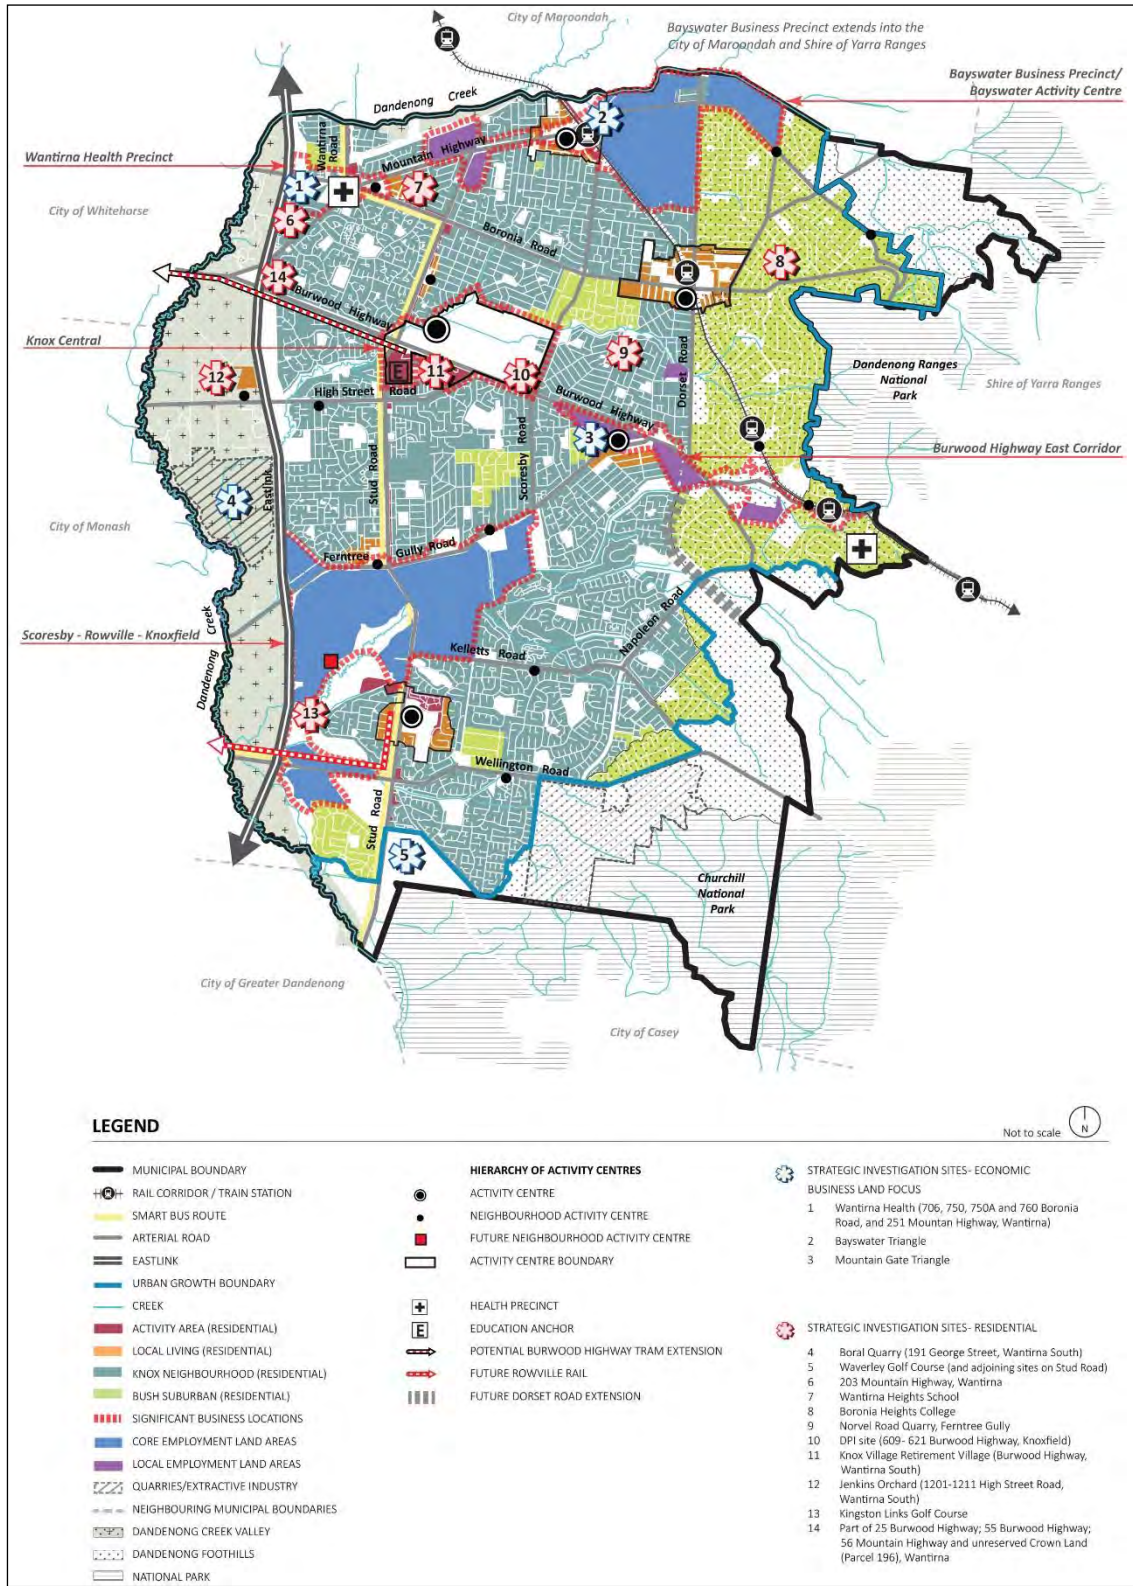 City of Maroondah
Bayswater Business Precinct extends into the
City of Maroondah and Shire of Yarra Ranges
Bayswater Business Precinct/
Bayswater Activity Centre
Dandenong Creek
2
Wantirna
Road
Mountain Highway
Wantirna Health Precinct
1
7
City of Whitehorse
6
Boronia Road
8
14
Burwood Highway
Knox Central
9
E
11
10
12
High Street Road
Dorset Road
Dandenong Ranges
National
Park
Shire of Yarra Ranges
Burwood Highway
3
Burwood Highway East Corridor
Stud Road
Scoresby Road
Eastlink
4
City of Monash
Ferntree Gully Road
Dandenong Creek
Scoresby - Rowville - Knoxfield
Napoleon Road
Kelletts Road
13
Wellington Road
Stud Road
5
Churchill
National
Park
City of Greater Dandenong
City of Casey
LEGEND
Not to scale
N
MUNICIPAL BOUNDARY
RAIL CORRIDOR / TRAIN STATION
SMART BUS ROUTE
ARTERIAL ROAD
EASTLINK
URBAN GROWTH BOUNDARY
CREEK
ACTIVITY AREA (RESIDENTIAL)
LOCAL LIVING (RESIDENTIAL)
KNOX NEIGHBOURHOOD (RESIDENTIAL)
BUSH SUBURBAN (RESIDENTIAL)
SIGNIFICANT BUSINESS LOCATIONS
CORE EMPLOYMENT LAND AREAS
LOCAL EMPLOYMENT LAND AREAS
QUARRIES/EXTRACTIVE INDUSTRY
NEIGHBOURING MUNICIPAL BOUNDARIES
DANDENONG CREEK VALLEY
DANDENONG FOOTHILLS
NATIONAL PARK
HIERARCHY OF ACTIVITY CENTRES
ACTIVITY CENTRE
NEIGHBOURHOOD ACTIVITY CENTRE
FUTURE NEIGHBOURHOOD ACTIVITY CENTRE
ACTIVITY CENTRE BOUNDARY
HEALTH PRECINCT
E EDUCATION ANCHOR
POTENTIAL BURWOOD HIGHWAY TRAM EXTENSION
FUTURE ROWVILLE RAIL
FUTURE DORSET ROAD EXTENSION
STRATEGIC INVESTIGATION SITES- ECONOMIC
BUSINESS LAND FOCUS
1 Wantirna Health (706, 750, 750A and 760 Boronia
Road, and 251 Mountan Highway, Wantirna)
2 Bayswater Triangle
3 Mountain Gate Triangle
STRATEGIC INVESTIGATION SITES- RESIDENTIAL
4 Boral Quarry (191 George Street, Wantirna South)
5 Waverley Golf Course (and adjoining sites on Stud Road)
6 203 Mountain Highway, Wantirna
7 Wantirna Heights School
8 Boronia Heights College
9 Norvel Road Quarry, Ferntree Gully
10 DPI site (609- 621 Burwood Highway, Knoxfield)
11 Knox Village Retirement Village (Burwood Highway,
Wantirna South)
12 Jenkins Orchard (1201-1211 High Street Road,
Wantirna South)
13 Kingston Links Golf Course
14 Part of 25 Burwood Highway; 55 Burwood Highway;
56 Mountain Highway and unreserved Crown Land
(Parcel 196), Wantirna